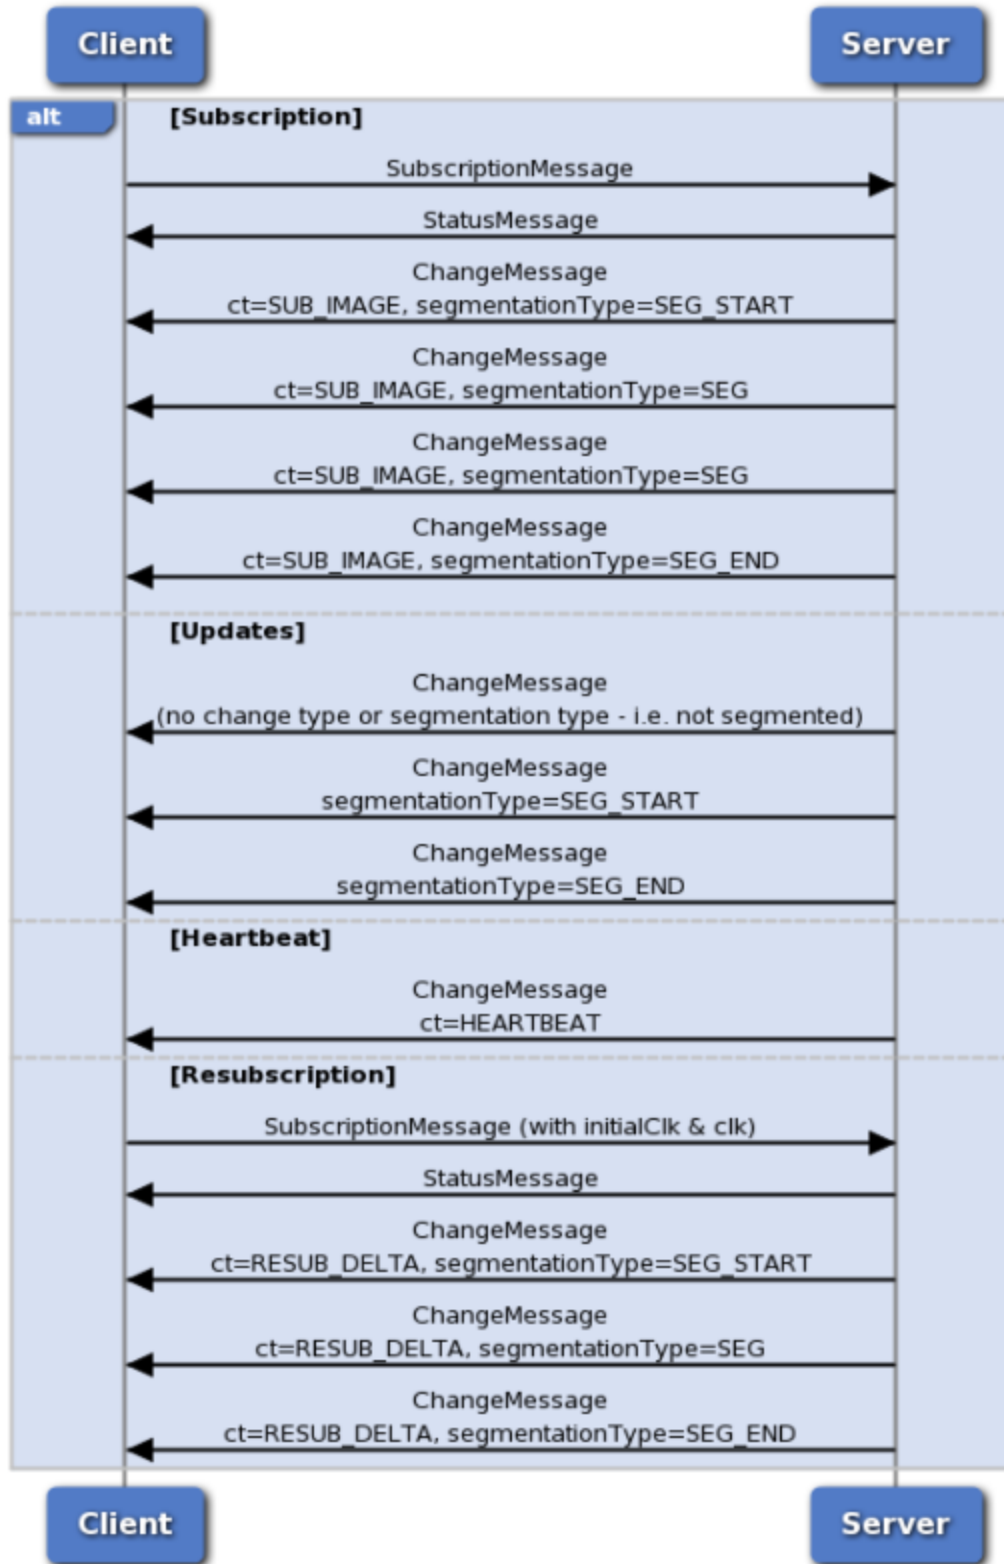 Client
Server
alt
[Subscription]
SubscriptionMessage
StatusMessage
ChangeMessage
ct=SUB_IMAGE, segmentationType=SEG_START
ChangeMessage
ct=SUB_IMAGE, segmentationType=SEG
ChangeMessage
ct=SUB_IMAGE, segmentationType=SEG
ChangeMessage
ct=SUB_IMAGE, segmentationType=SEG_END
[Updates]
ChangeMessage
(no change type or segmentation type - i.e. not segmented)
ChangeMessage
segmentationType=SEG_START
ChangeMessage
segmentationType=SEG_END
[Heartbeat]
ChangeMessage
ct=HEARTBEAT
[Resubscription]
SubscriptionMessage (with initialClk & clk)
StatusMessage
ChangeMessage
ct=RESUB_DELTA, segmentationType=SEG_START
ChangeMessage
ct=RESUB_DELTA, segmentationType=SEG
ChangeMessage
ct=RESUB_DELTA, segmentationType=SEG_END
Client
Server